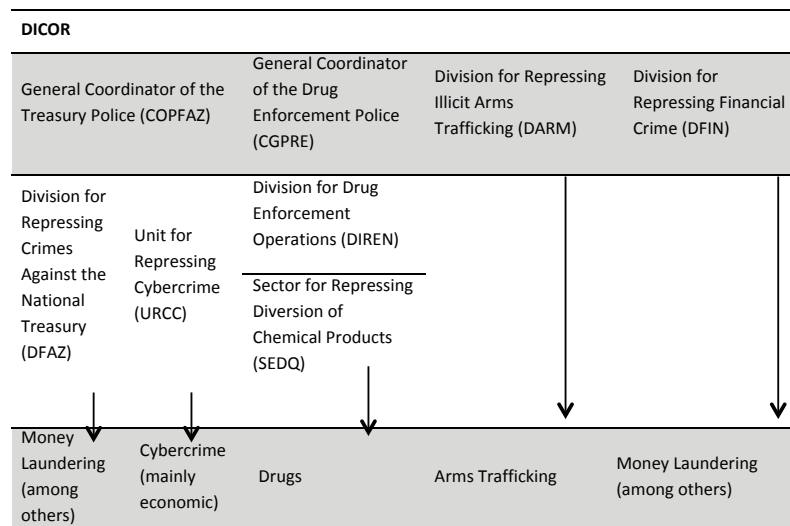 DICOR
General Coordinator of the
Treasury Police (COPFAZ)
General Coordinator
of the Drug
Enforcement Police
(CGPRE)
Division for Repressing
Illicit Arms
Trafficking (DARM)
Division for
Repressing Financial
Crime (DFIN)
Division for
Repressing
Crimes
Against the
National
Treasury
(DFAZ)
Unit for
Repressing
Cybercrime
(URCC)
Division for Drug
Enforcement
Operations (DIREN)
Sector for Repressing
Diversion of
Chemical Products
(SEDQ)
Money
Laundering
(among
others)
Cybercrime
(mainly
economic)
Drugs
Arms Trafficking
Money Laundering
(among others)